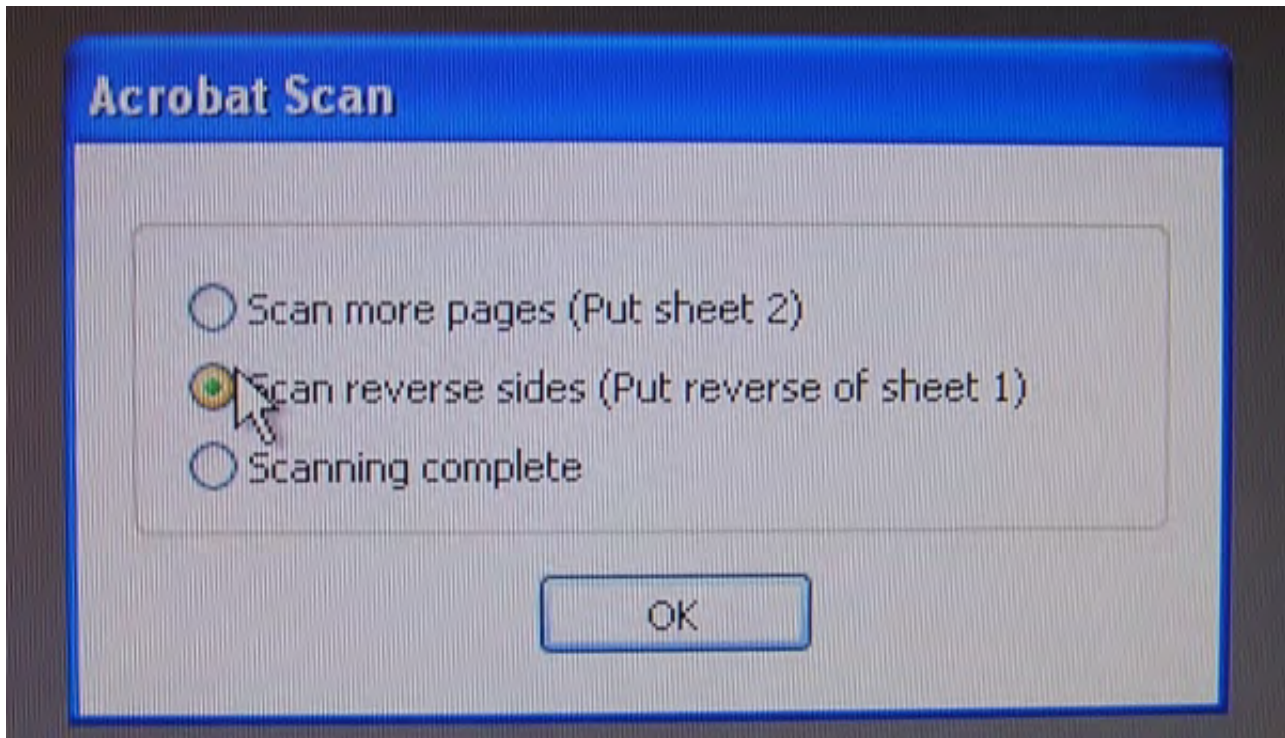 Acrobat Scan
Scan more pages (Put sheet 2)
Scan reverse sides (Put reverse of sheet 1)
Scanning complete
OK